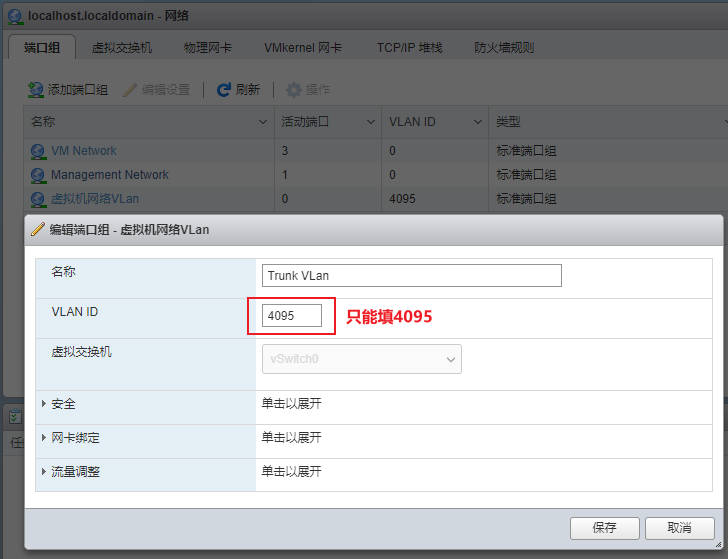 localhost.localdomain - 网络
端口组 虚拟交换机 物理网卡 VMkernel 网卡 TCP/IP 堆栈 防火墙规则
添加端口组 编辑设置 刷新 操作
名称 活动端口 VLAN ID 类型
VM Network 3 0 标准端口组
Management Network 1 0 标准端口组
虚拟机网络VLan 0 4095 标准端口组
编辑端口组 - 虚拟机网络VLan
名称 Trunk VLan
VLAN ID 4095 只能填4095
虚拟交换机 vSwitch0
安全 单击以展开
网卡绑定 单击以展开
流量调整 单击以展开
保存 取消